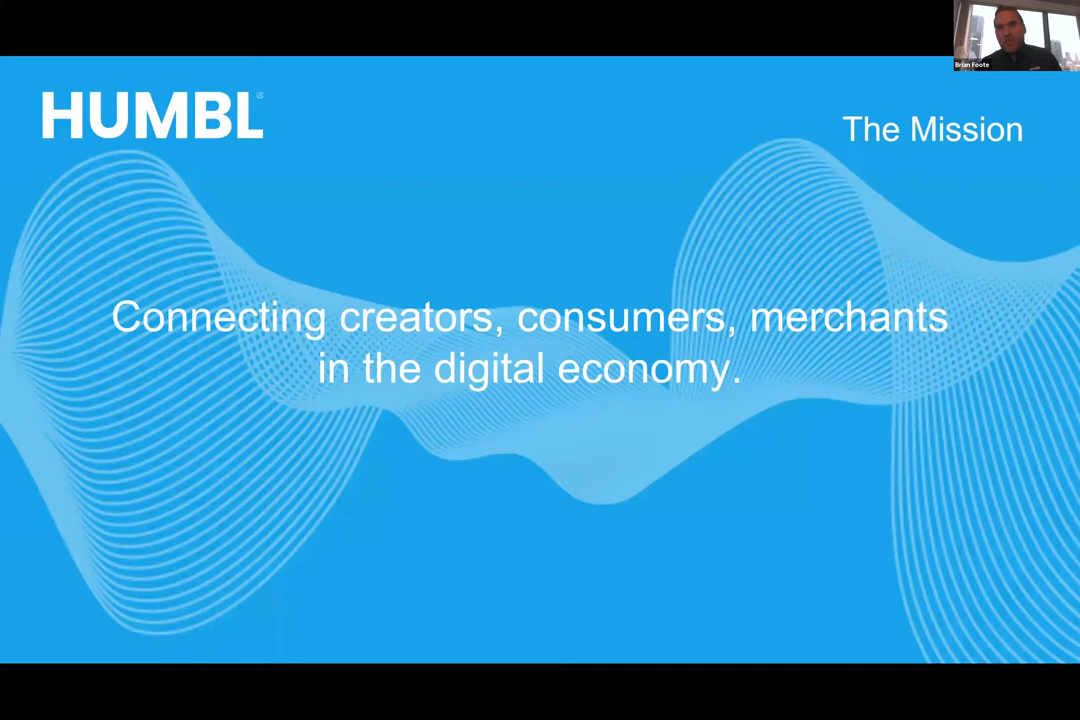 Brian Foote
HUMBL
The Mission
Connecting creators, consumers, merchants
in the digital economy.